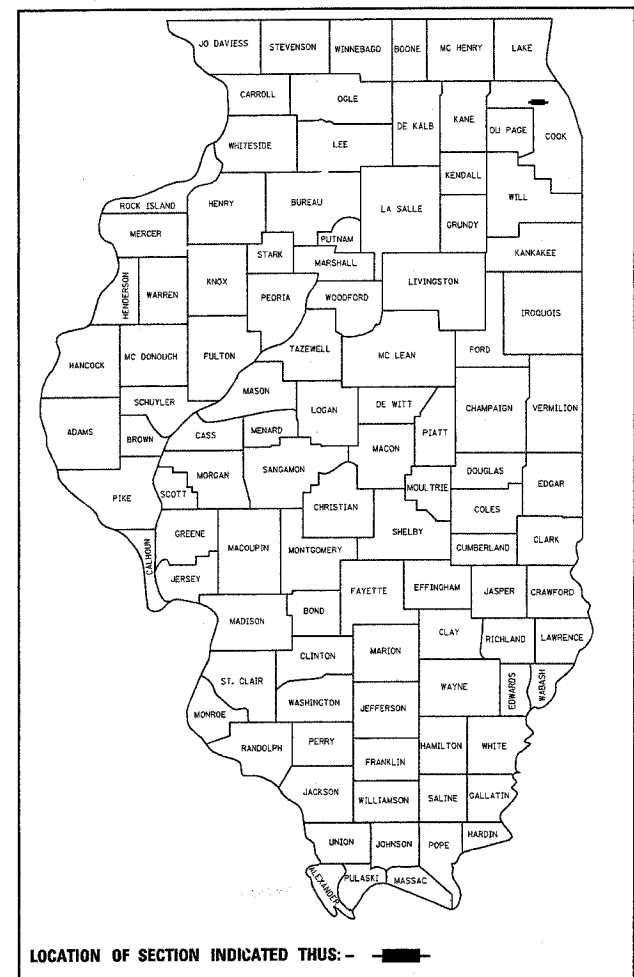 JO DAVIESS STEVENSON WINNEBAGO BOONE MC HENRY LAKE
CARROLL OGLE DE KALB KANE DU PAGE COOK
WHITESIDE LEE
KENDALL WILL
ROCK ISLAND HENRY BUREAU LA SALLE GRUNDY
MERCER PUTNAM
STARK MARSHALL KANKAKEE
HENDERSON WARREN KNOX PEORIA WOODFORD LIVINGSTON IROQUOIS
HANCOCK MC DONOUGH FULTON TAZEWELL MC LEAN FORD
MASON
SCHUYLER LOGAN DE WITT CHAMPAIGN VERMILION
ADAMS BROWN CASS MENARD MACON PIATT
SANGAMON DOUGLAS EDGAR
PIKE SCOTT MORGAN MOULTRIE
CHRISTIAN COLES
GREENE SHELBY
CALHOUN MACOUPIN MONTGOMERY CUMBERLAND CLARK
JERSEY
FAYETTE EFFINGHAM JASPER CRAWFORD
MADISON BOND
CLAY RICHLAND LAWRENCE
CLINTON MARION
ST. CLAIR WAYNE EDWARDS WABASH
WASHINGTON JEFFERSON
MONROE
RANDOLPH PERRY HAMILTON WHITE
FRANKLIN
JACKSON WILLIAMSON SALINE GALLATIN
HARDIN
UNION JOHNSON POPE
ALEXANDER PULASKI MASSAC
LOCATION OF SECTION INDICATED THUS: -